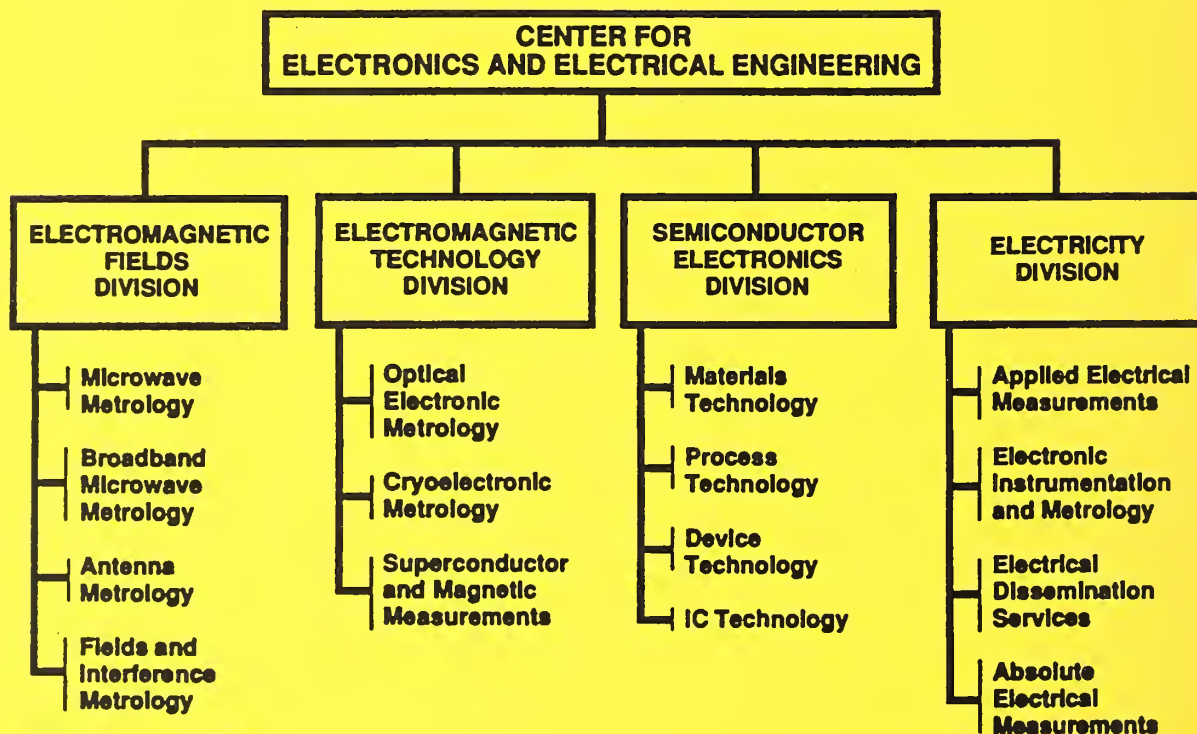 CENTER FOR
ELECTRONICS AND ELECTRICAL ENGINEERING
ELECTROMAGNETIC
FIELDS
DIVISION
Microwave
Metrology
Broadband
Microwave
Metrology
Antenna
Metrology
Fields and
Interference
Metrology
ELECTROMAGNETIC
TECHNOLOGY
DIVISION
Optical
Electronic
Metrology
Cryoelectronic
Metrology
Superconductor
and Magnetic
Measurements
SEMICONDUCTOR
ELECTRONICS
DIVISION
Materials
Technology
Process
Technology
Device
Technology
IC Technology
ELECTRICITY
DIVISION
Applied Electrical
Measurements
Electronic
Instrumentation
and Metrology
Electrical
Dissemination
Services
Absolute
Electrical
Measurements